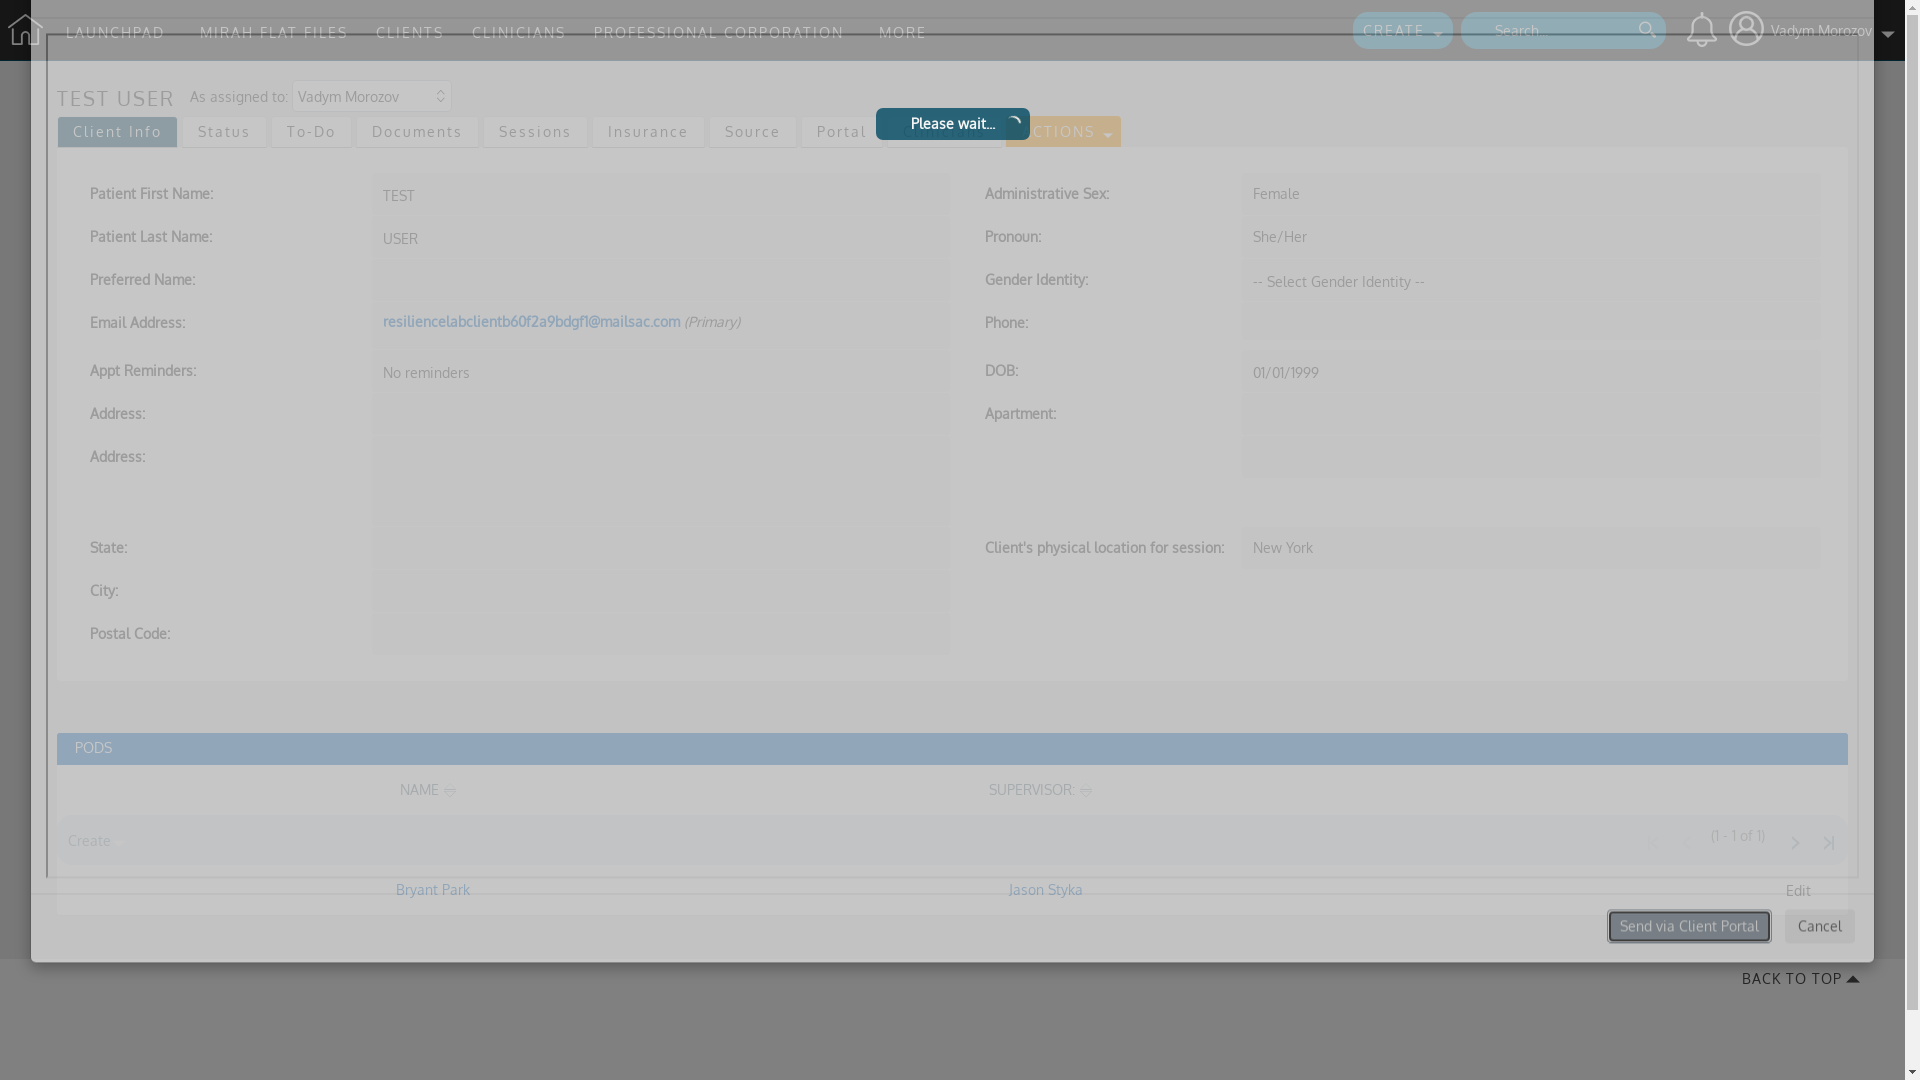 LAUNCHPAD MIRAH FLAT FILES CLIENTS CLINICIANS PROFESSIONAL CORPORATION MORE CREATE Search Vadym Morozov
TEST USER As assigned to: Vadym Morozov
Please wait...
Client Info Status To-Do Documents Sessions Insurance Source Portal CTIONS
Patient First Name: TEST Administrative Sex: Female
Patient Last Name: USER Pronoun: She/Her
Preferred Name: Gender Identity: -- Select Gender Identity --
Email Address: resiliencelabclientb60f2a9bdgf1@mailsac.com (Primary) Phone:
Appt Reminders: No reminders DOB: 01/01/1999
Address: Apartment:
Address:
State: Client's physical location for session: New York
City:
Postal Code:
PODS
NAME SUPERVISOR:
Create (1 - 1 of 1)
Bryant Park Jason Styka Edit
Send via Client Portal Cancel
BACK TO TOP